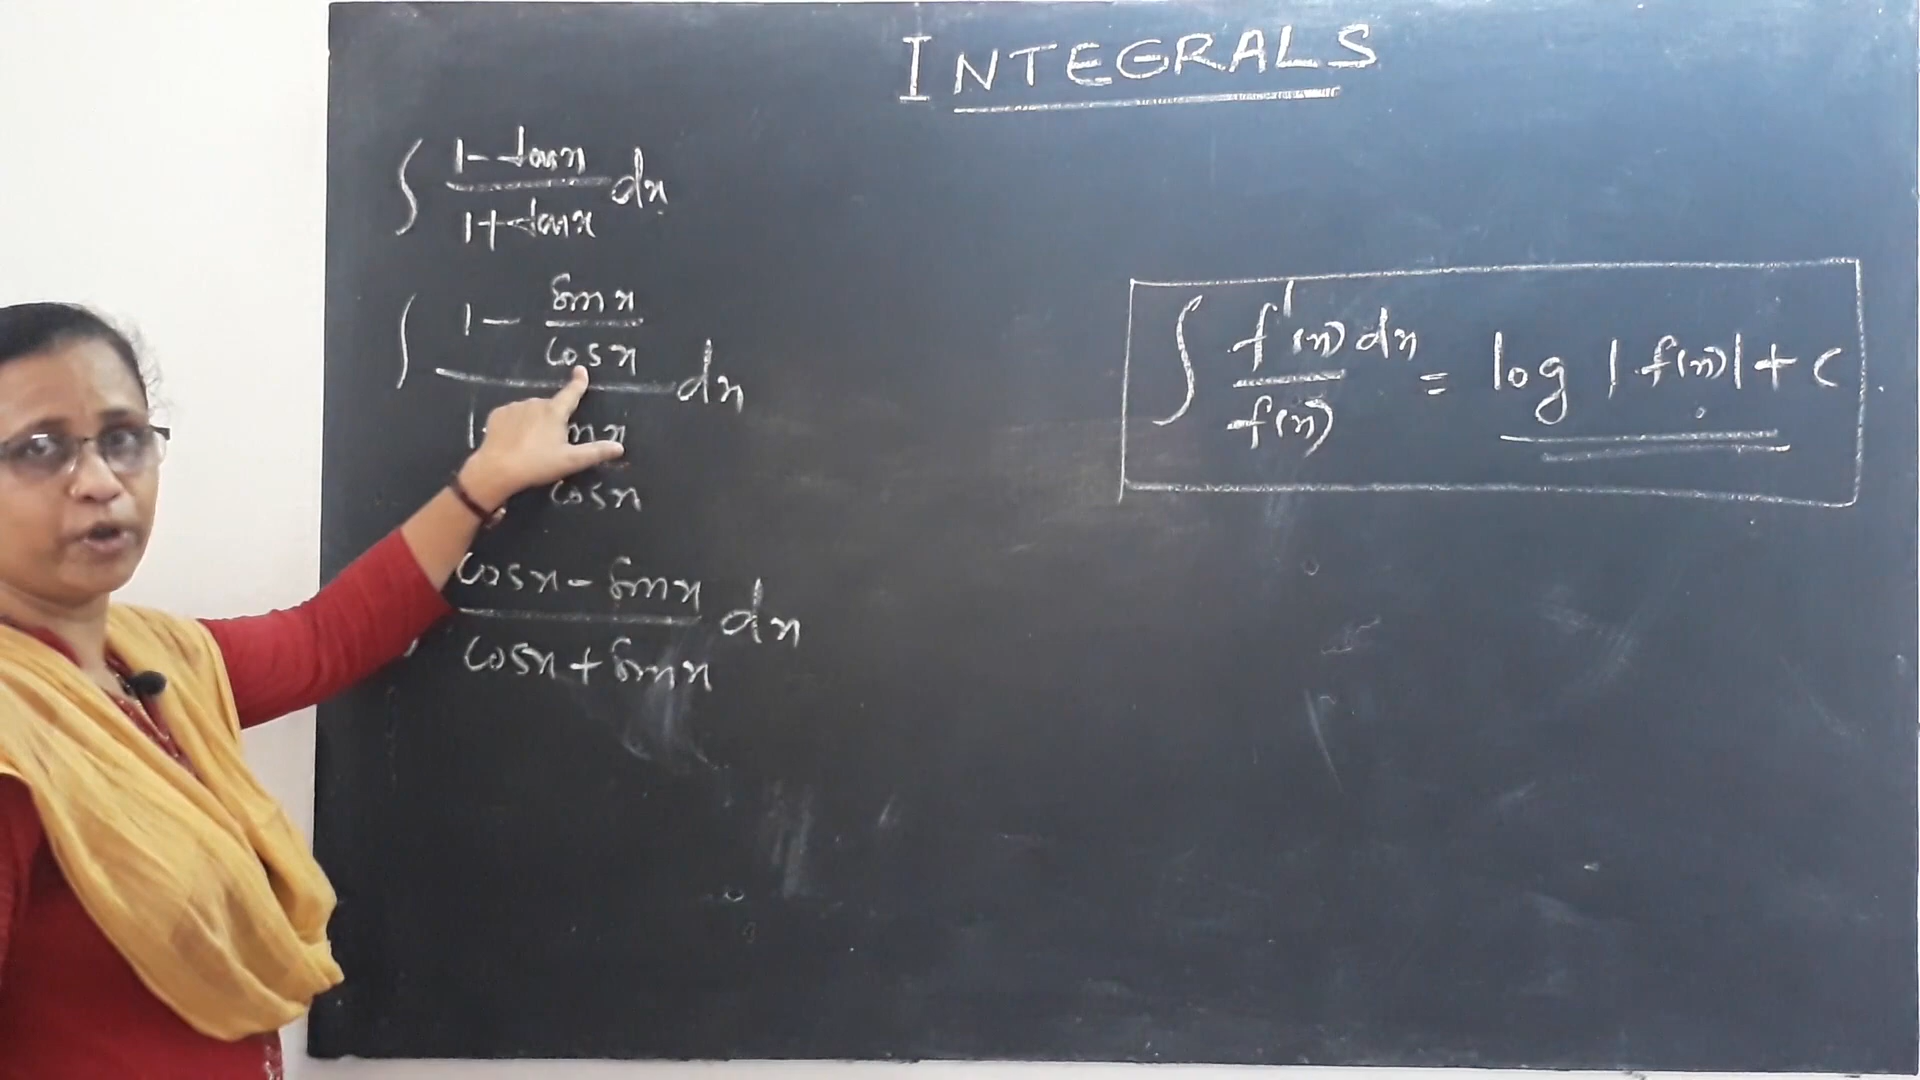 INTEGRALS
∫ (1 - tan x)/(1 + tan x) dx
∫ (1 - sin x/cos x)/(1 + sin x/cos x) dx
(cos x - sin x)/(cos x + sin x) dx
∫ f'(x) dx/f(x) = log |f(x)| + c